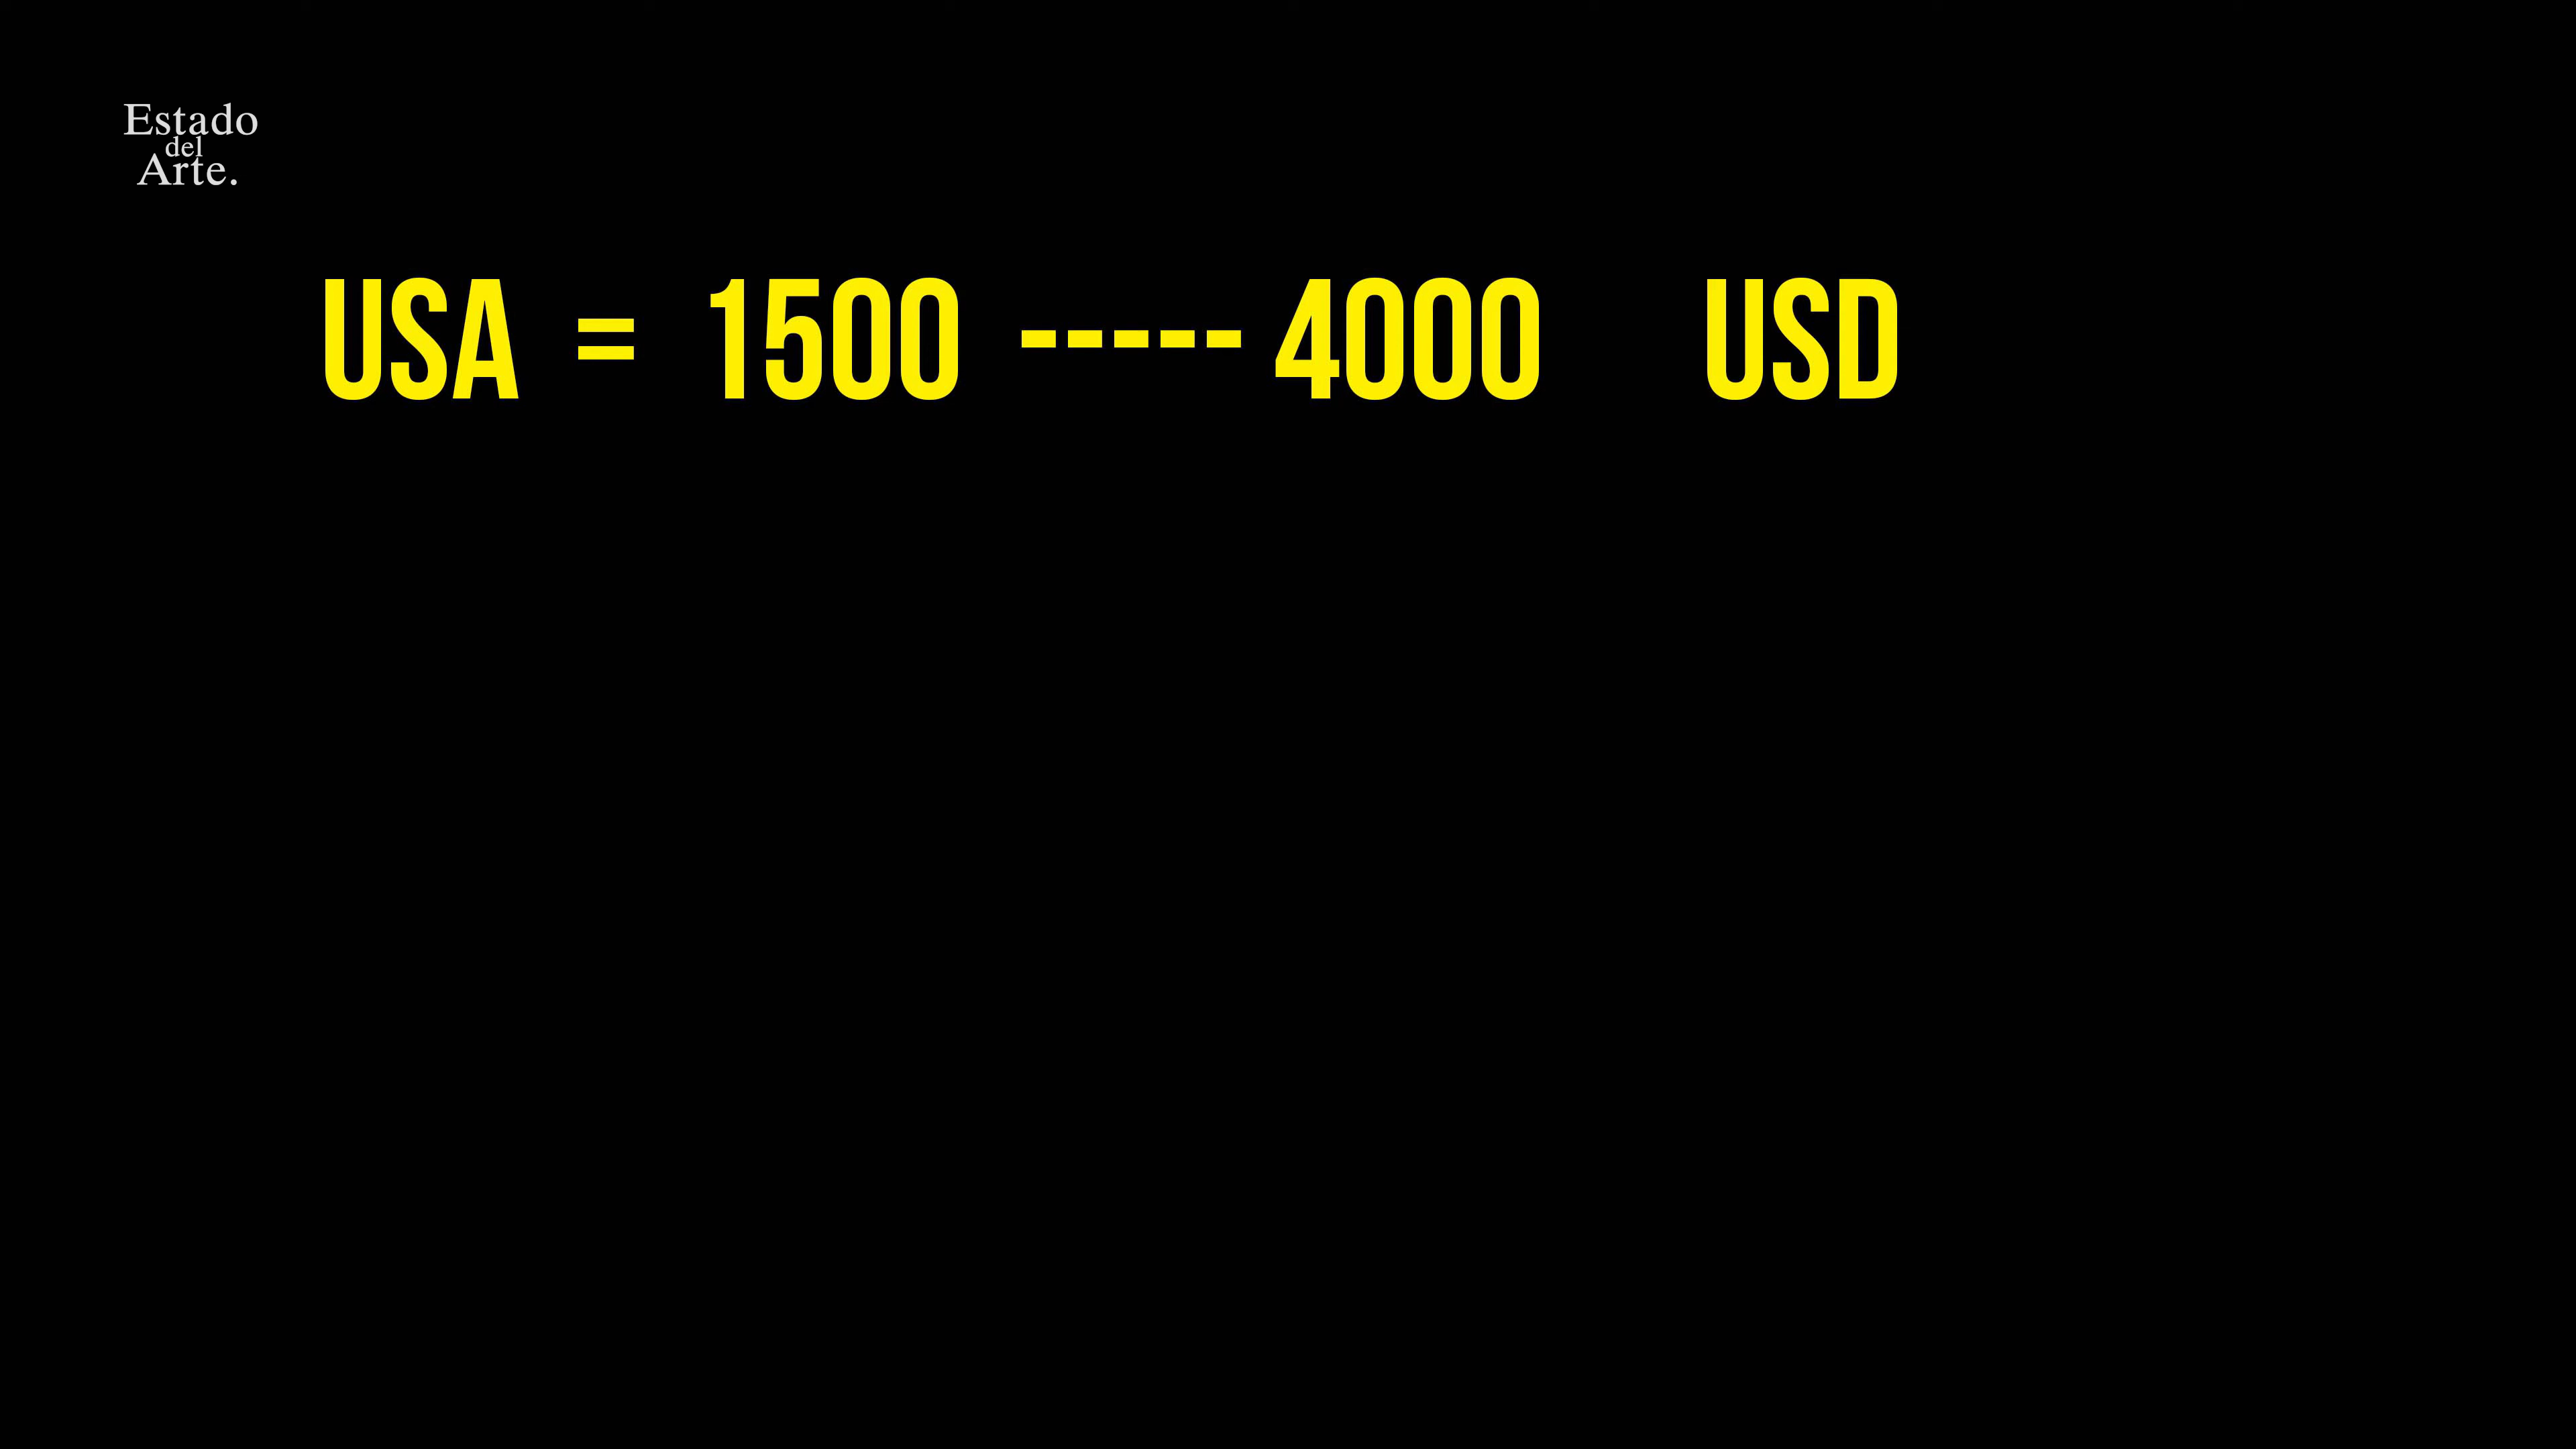 Estado
del
Arte.
USA = 1500 ----- 4000 USD